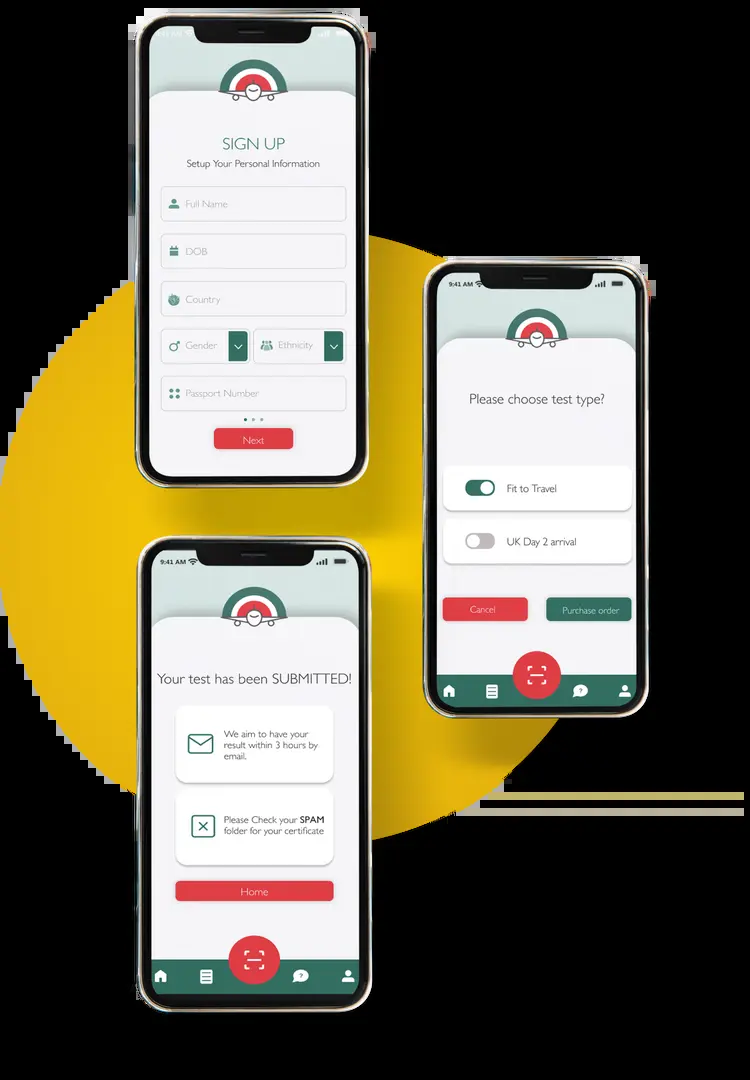 SIGN UP
Setup Your Personal Information
Full Name
DOB
Country
Gender
Ethnicity
Passport Number
Next
9:41 AM
Please choose test type?
Fit to Travel
UK Day 2 arrival
Cancel
Purchase order
9:41 AM
Your test has been SUBMITTED!
We aim to have your
result within 3 hours by
email.
Please Check your SPAM
folder for your certificate
Home